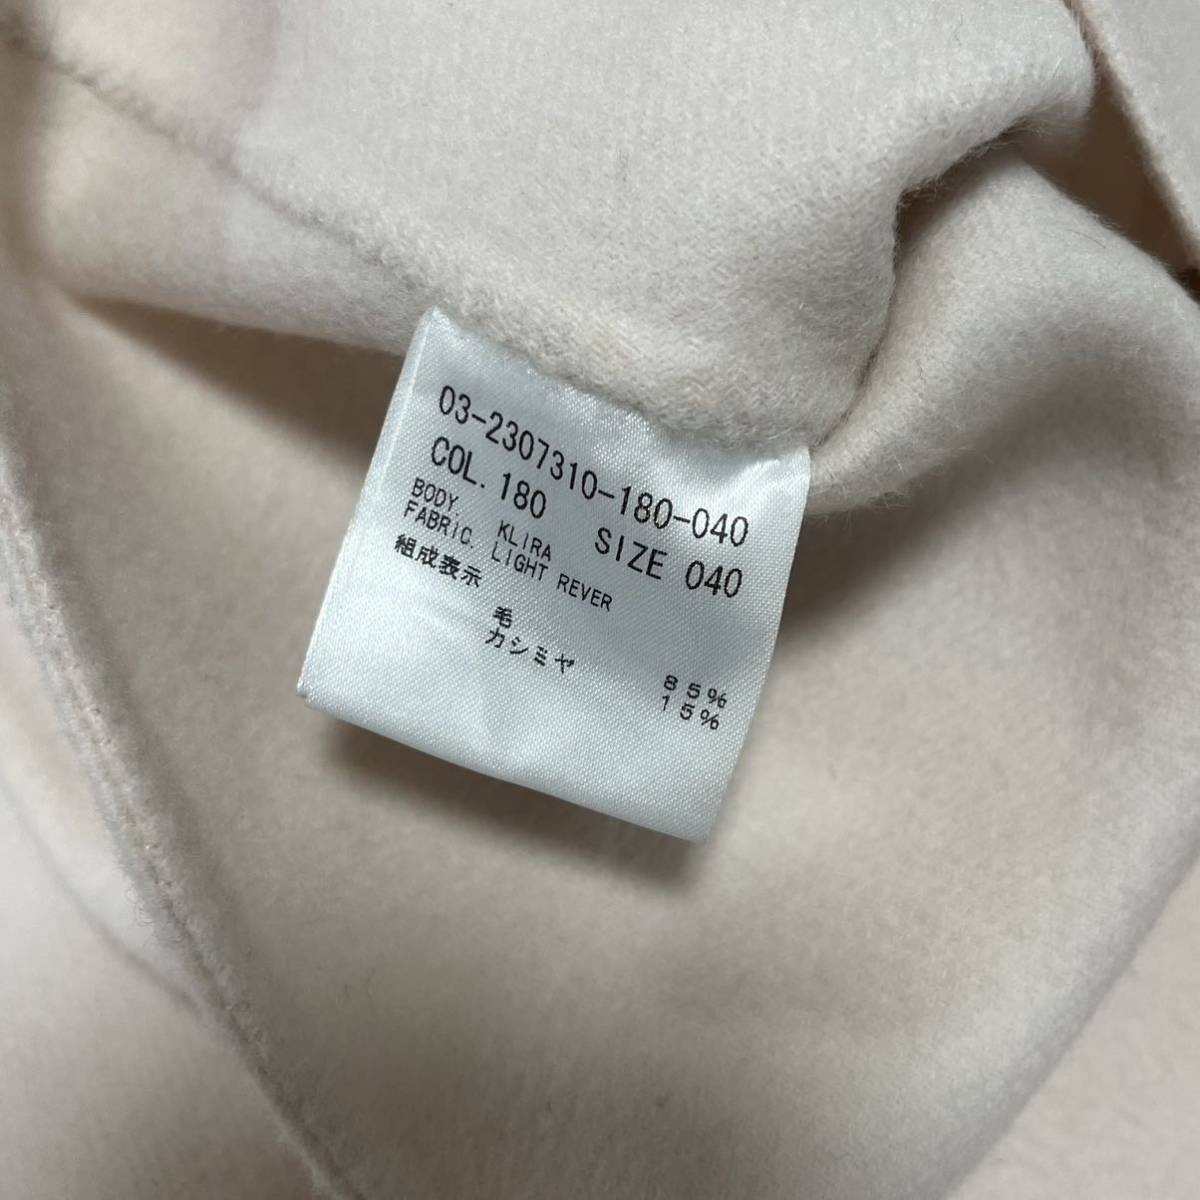 03-2307310-180-040
COL. 180 SIZE 040
BODY. KLIRA
FABRIC. LIGHT REVER
組成表示
毛 85%
カシミヤ 15%